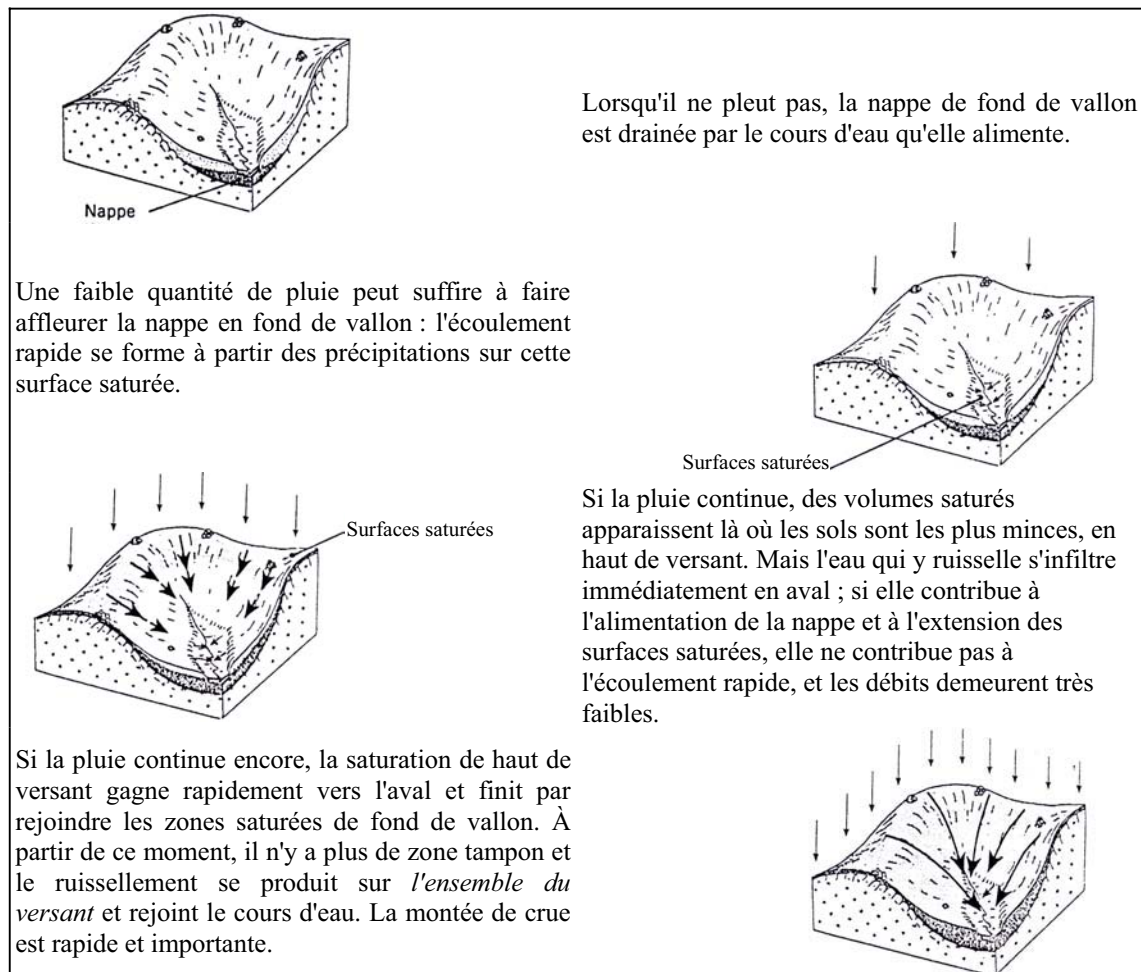 Lorsqu'il ne pleut pas, la nappe de fond de vallon
est drainée par le cours d'eau qu'elle alimente.
Nappe
Une faible quantité de pluie peut suffire à faire
affleurer la nappe en fond de vallon : l'écoulement
rapide se forme à partir des précipitations sur cette
surface saturée.
Surfaces saturées
Surfaces saturées
Si la pluie continue, des volumes saturés
apparaissent là où les sols sont les plus minces, en
haut de versant. Mais l'eau qui y ruisselle s'infiltre
immédiatement en aval ; si elle contribue à
l'alimentation de la nappe et à l'extension des
surfaces saturées, elle ne contribue pas à
l'écoulement rapide, et les débits demeurent très
faibles.
Si la pluie continue encore, la saturation de haut de
versant gagne rapidement vers l'aval et finit par
rejoindre les zones saturées de fond de vallon. À
partir de ce moment, il n'y a plus de zone tampon et
le ruissellement se produit sur l'ensemble du
versant et rejoint le cours d'eau. La montée de crue
est rapide et importante.